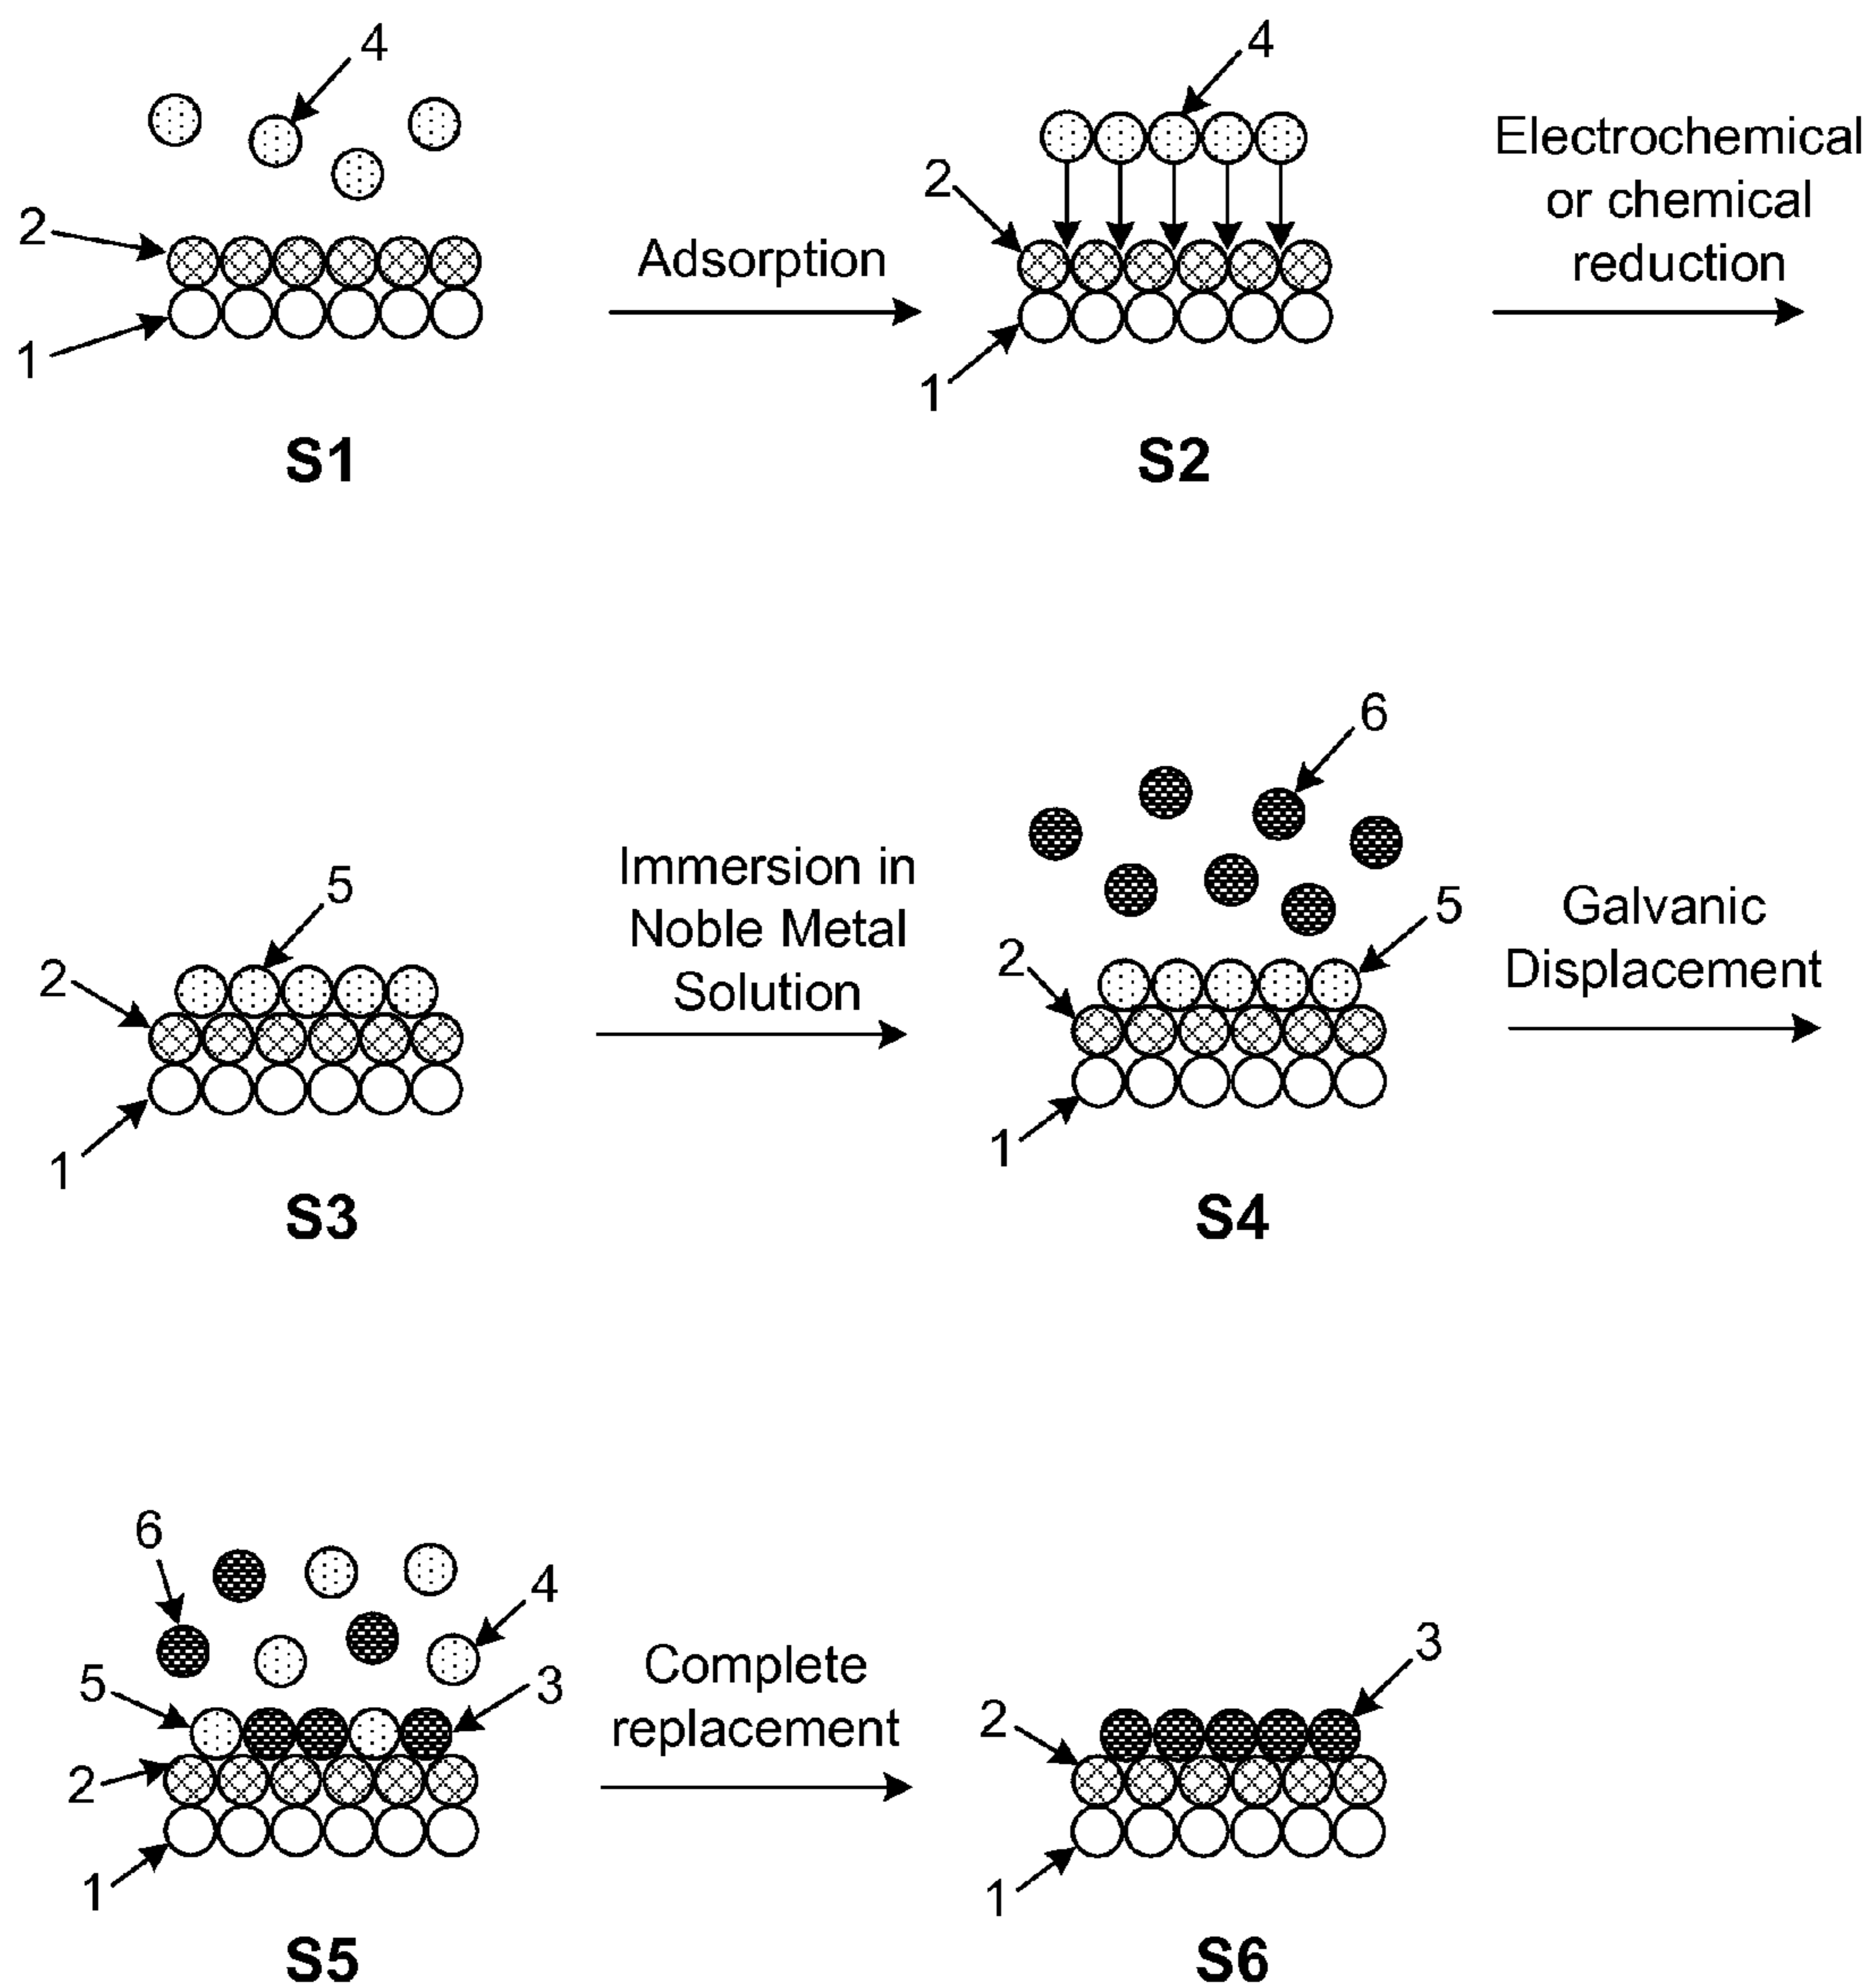 4
2
1
S1
Adsorption
4
2
1
S2
Electrochemical
or chemical
reduction
5
2
1
S3
Immersion in
Noble Metal
Solution
6
5
2
1
S4
Galvanic
Displacement
6
4
5
3
2
1
S5
Complete
replacement
3
2
1
S6